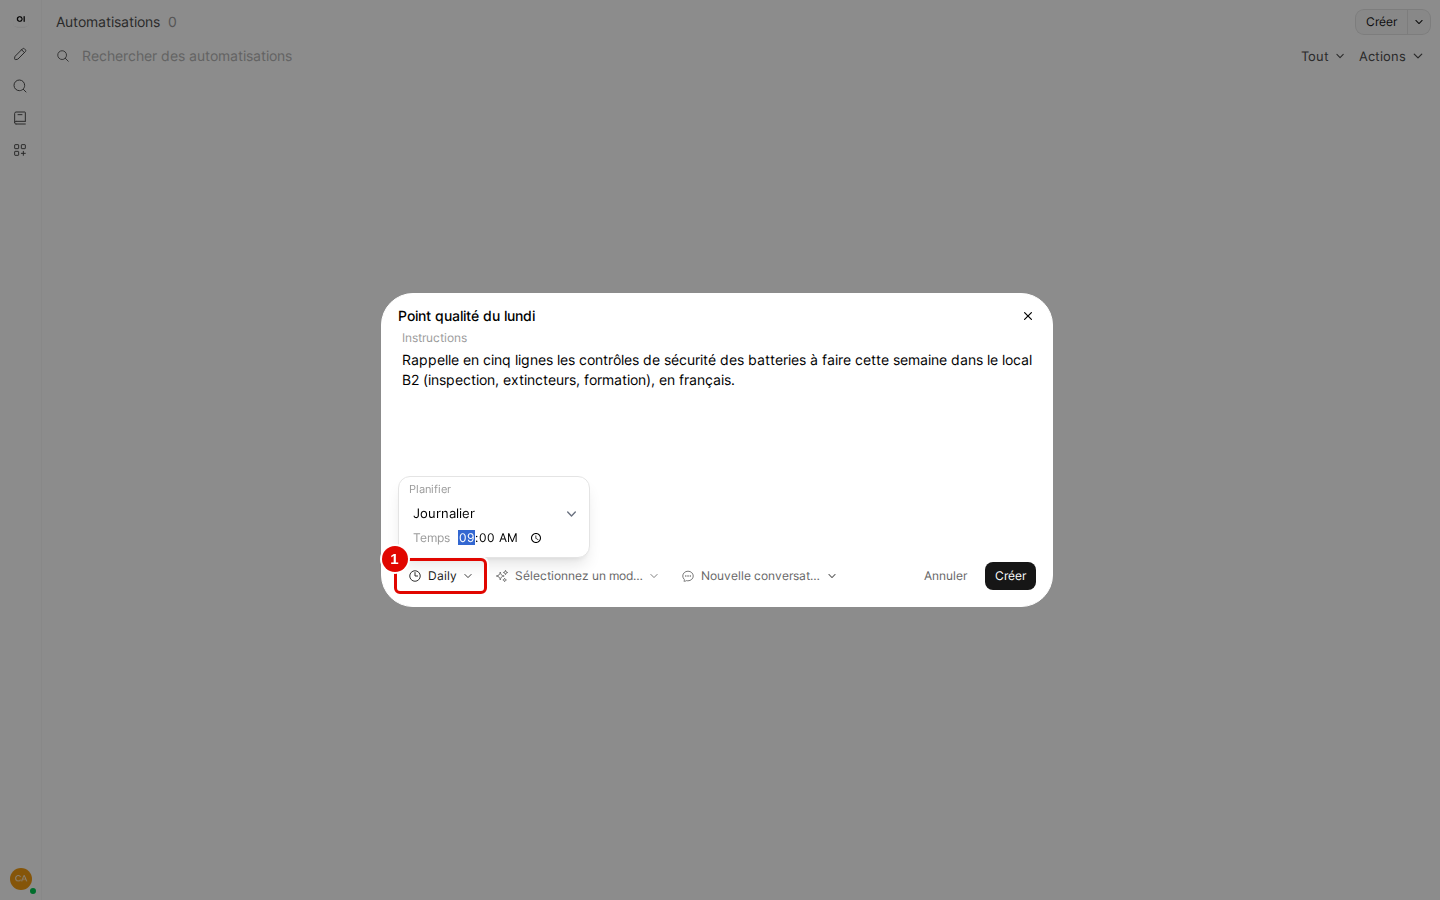 OI
Automatisations 0
Créer
Rechercher des automatisations
Tout
Actions
Point qualité du lundi
Instructions
Rappelle en cinq lignes les contrôles de sécurité des batteries à faire cette semaine dans le local
B2 (inspection, extincteurs, formation), en français.
Planifier
Journalier
Temps 09:00 AM
1
Daily
Sélectionnez un mod...
Nouvelle conversat...
Annuler
Créer
CA